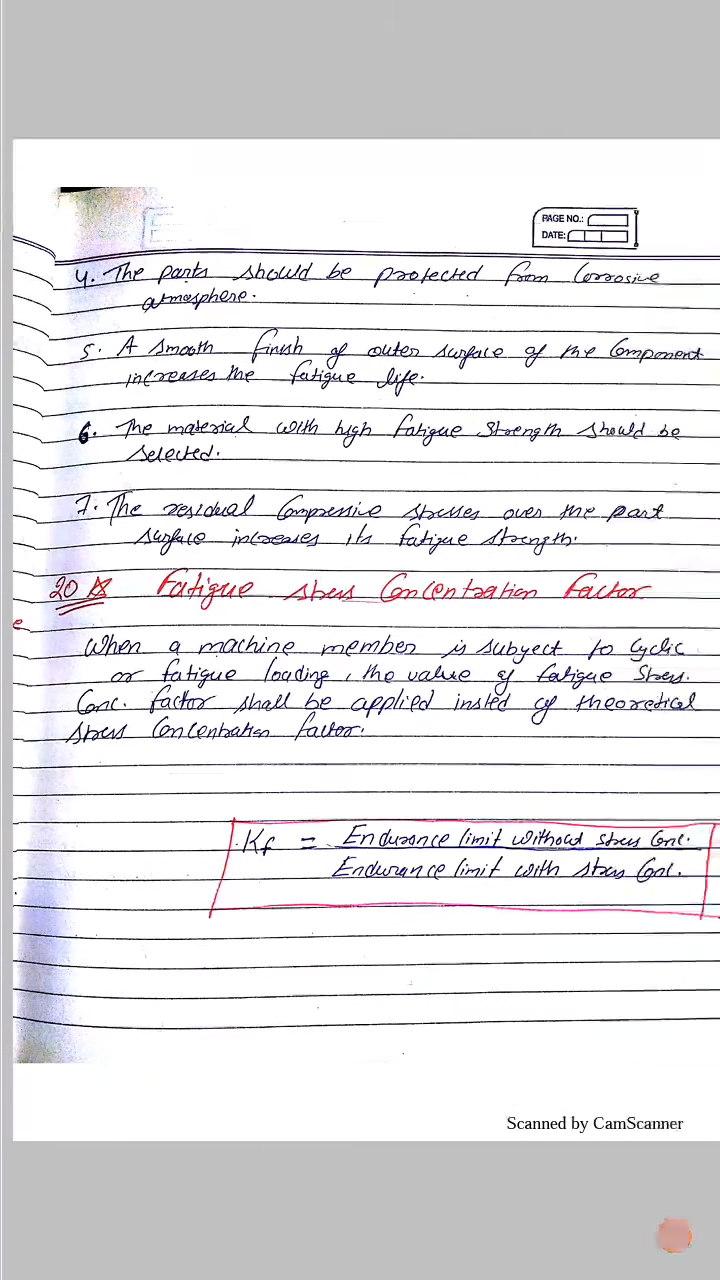 PAGE NO.:
DATE:
4. The parts should be protected from Corrosive
atmosphere.
5. A smooth finish of outer surface of the Component
increases the fatigue life.
6. The material with high fatigue strength should be
selected.
7. The residual Compressive stresses over the part
surface increases its fatigue strength.
20 Fatigue stress Concentration Factor
e
When a machine member is subject to Cyclic
or fatigue loading, the value of fatigue stress.
Conc. factor shall be applied insted of theoretical
stress Concentration factor.
Kf = Endurance limit without stress Conc.
Endurance limit with stress Conc.
Scanned by CamScanner